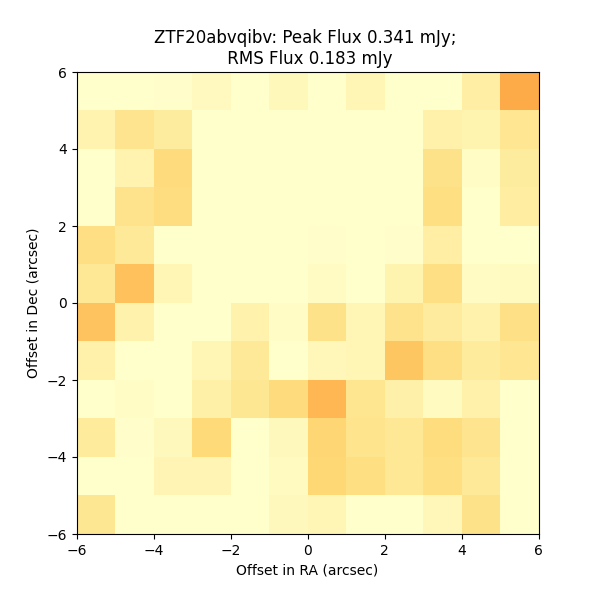 ZTF20abvqibv: Peak Flux 0.341 mJy;
RMS Flux 0.183 mJy
6
4
2
0
−2
−4
−6
Offset in Dec (arcsec)
−6 −4 −2 0 2 4 6
Offset in RA (arcsec)